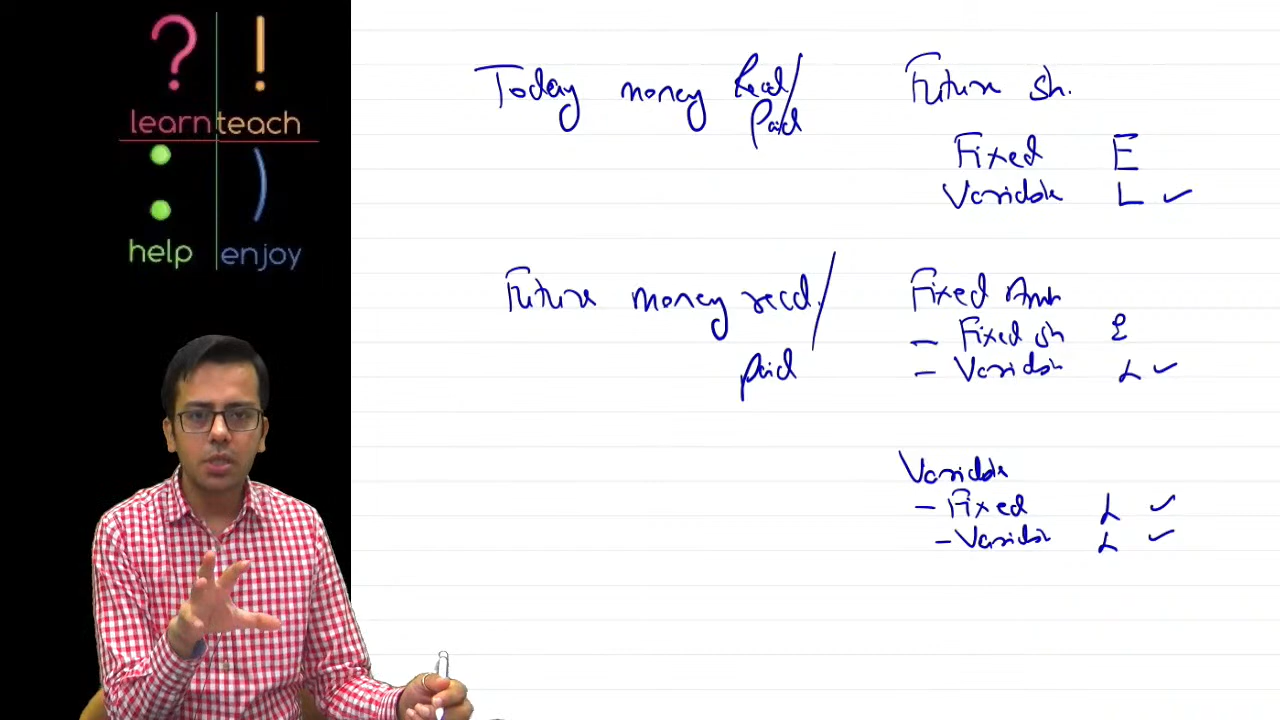 ? !
learn teach
: )
help enjoy
Today money Recd/ Future sh.
Paid
Fixed E
Variable L ✓
Future money recd./ Fixed Amt
- Fixed sh E
paid - Variable L ✓
Variable
- Fixed L ✓
- Variable L ✓